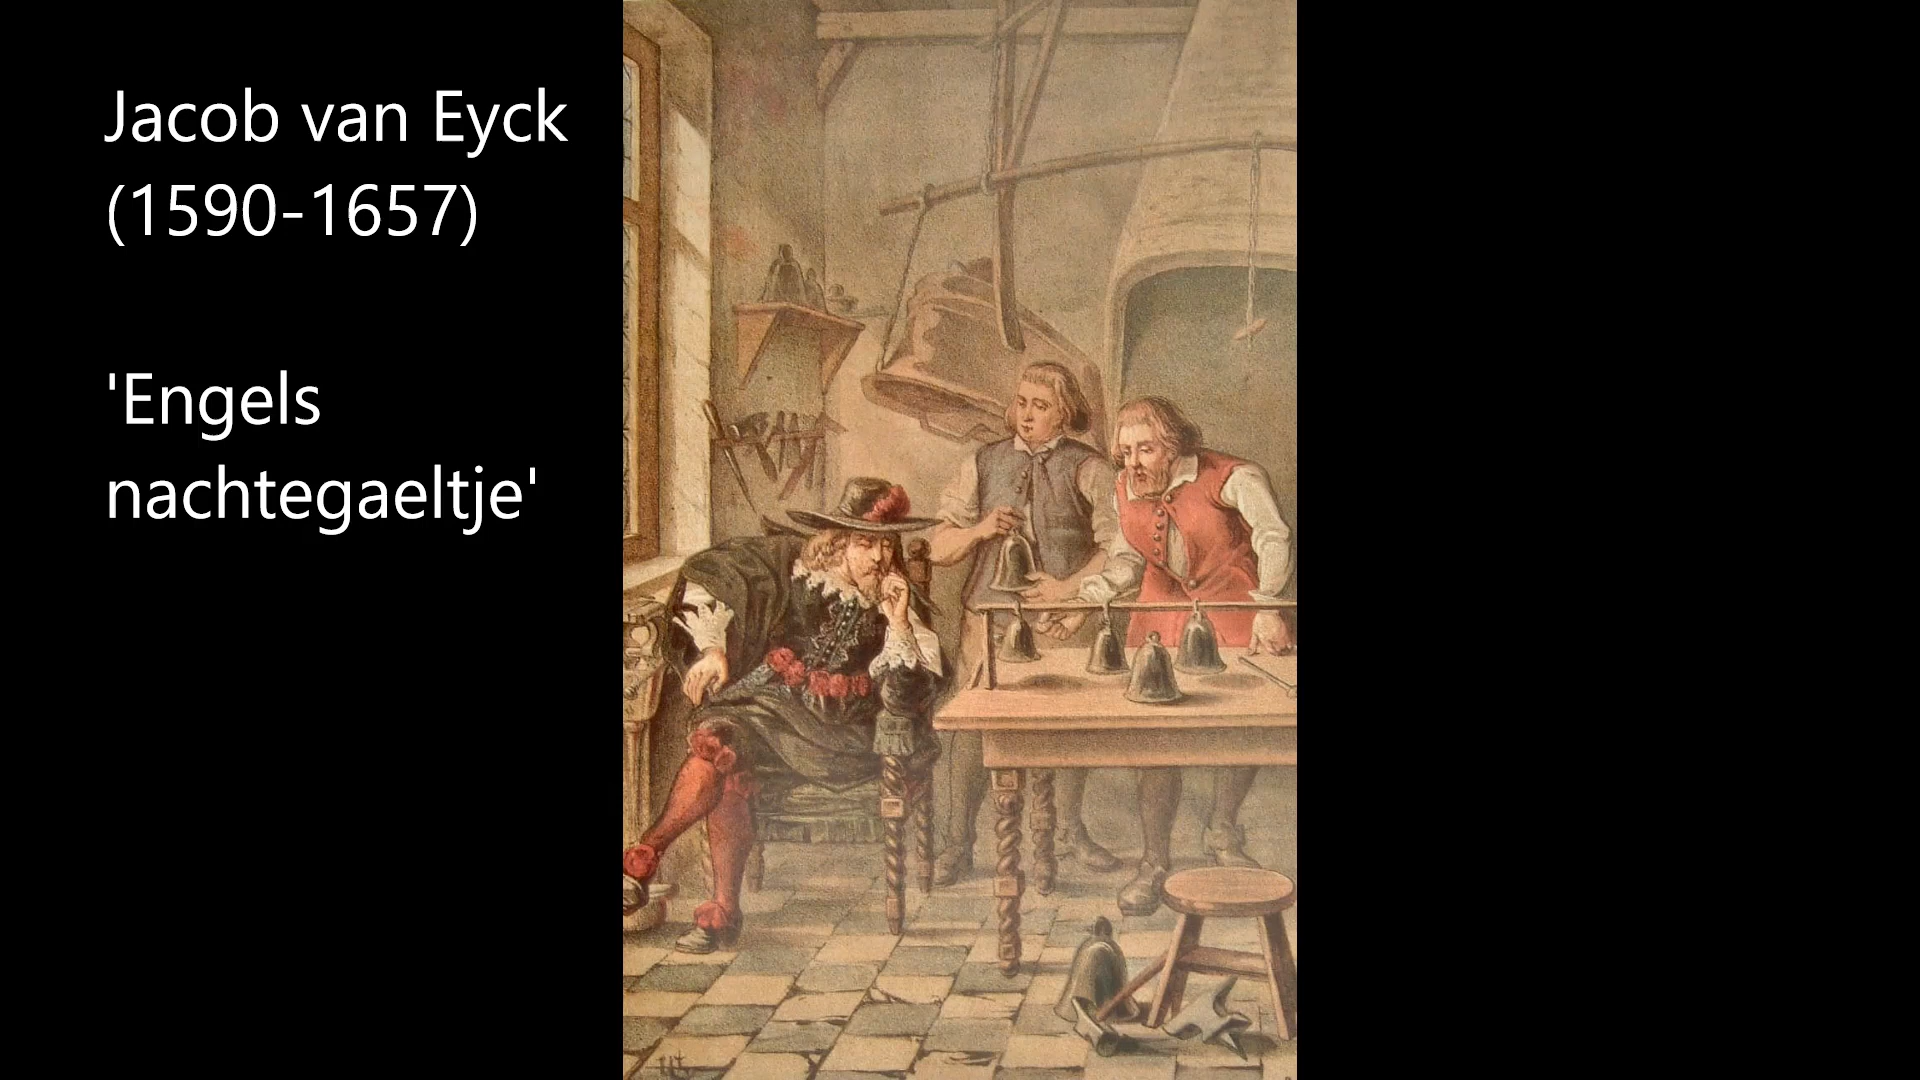 Jacob van Eyck
(1590-1657)
'Engels
nachtegaeltje'